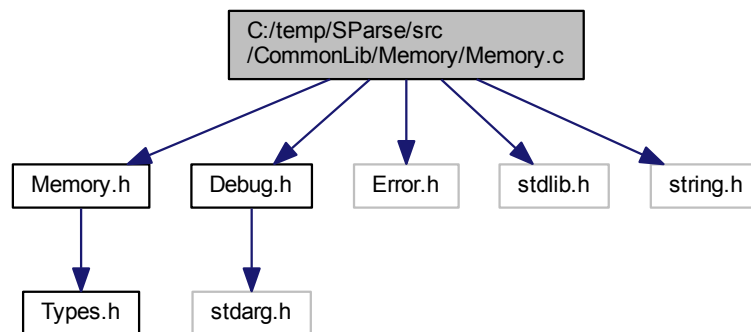 C:/temp/SParse/src
/CommonLib/Memory/Memory.c
Memory.h
Debug.h
Error.h
stdlib.h
string.h
Types.h
stdarg.h